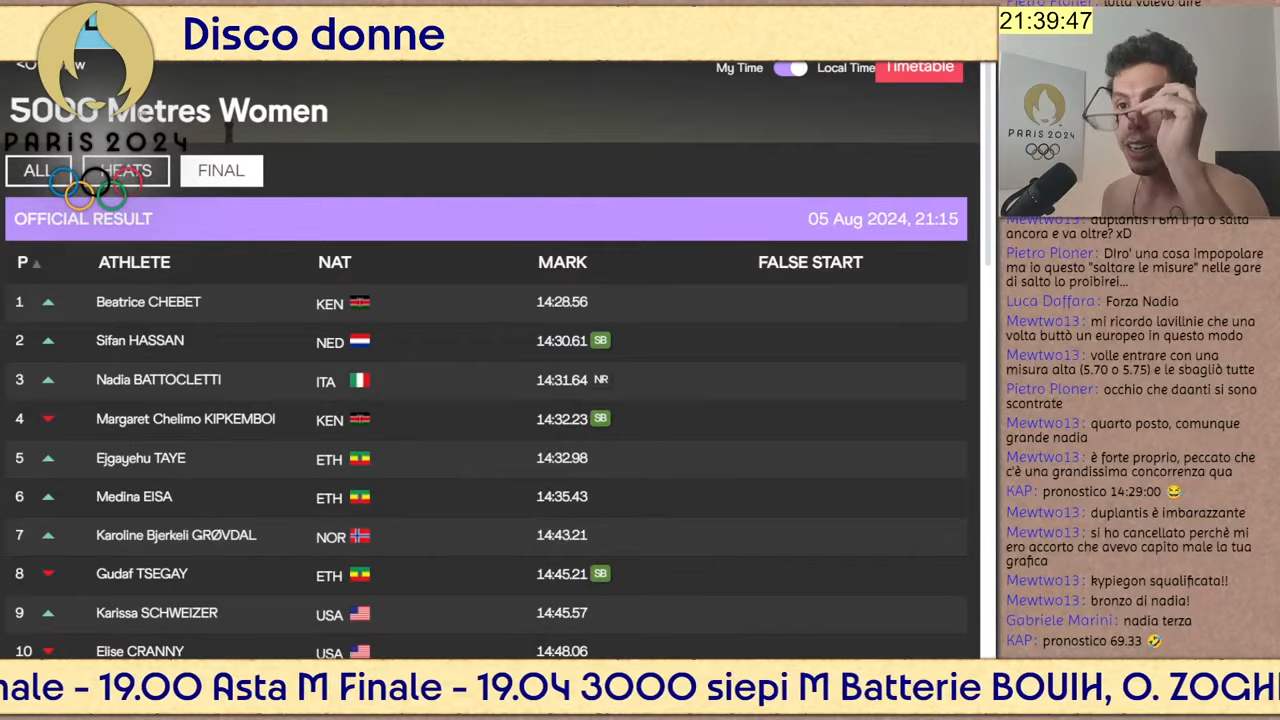 Disco donne
21:39:47
My Time
Local Time
Timetable
5000 Metres Women
PARIS 2024
ALL
HEATS
FINAL
OFFICIAL RESULT
05 Aug 2024, 21:15
P ATHLETE NAT MARK FALSE START
1 Beatrice CHEBET KEN 14:28.56
2 Sifan HASSAN NED 14:30.61 SB
3 Nadia BATTOCLETTI ITA 14:31.64 NR
4 Margaret Chelimo KIPKEMBOI KEN 14:32.23 SB
5 Ejgayehu TAYE ETH 14:32.98
6 Medina EISA ETH 14:35.43
7 Karoline Bjerkeli GRØVDAL NOR 14:43.21
8 Gudaf TSEGAY ETH 14:45.21 SB
9 Karissa SCHWEIZER USA 14:45.57
10 Elise CRANNY USA 14:48.06
PARIS 2024
Mewtwo13: duplantis i 6m li fa o salta
ancora e va oltre? xD
Pietro Ploner: DIro' una cosa impopolare
ma io questo "saltare le misure" nelle gare
di salto lo proibirei...
Luca Daffara: Forza Nadia
Mewtwo13: mi ricordo lavillnie che una
volta buttò un europeo in questo modo
Mewtwo13: volle entrare con una
misura alta (5.70 o 5.75) e le sbagliò tutte
Pietro Ploner: occhio che daanti si sono
scontrate
Mewtwo13: quarto posto, comunque
grande nadia
Mewtwo13: è forte proprio, peccato che
c'è una grandissima concorrenza qua
KAP: pronostico 14:29:00 😂
Mewtwo13: duplantis è imbarazzante
Mewtwo13: si ho cancellato perchè mi
ero accorto che avevo capito male la tua
grafica
Mewtwo13: kypiegon squalificata!!
Mewtwo13: bronzo di nadia!
Gabriele Marini: nadia terza
KAP: pronostico 69.33 🤣
nale - 19.00 Asta M Finale - 19.04 3000 siepi M Batterie BOUIH, O. ZOGH